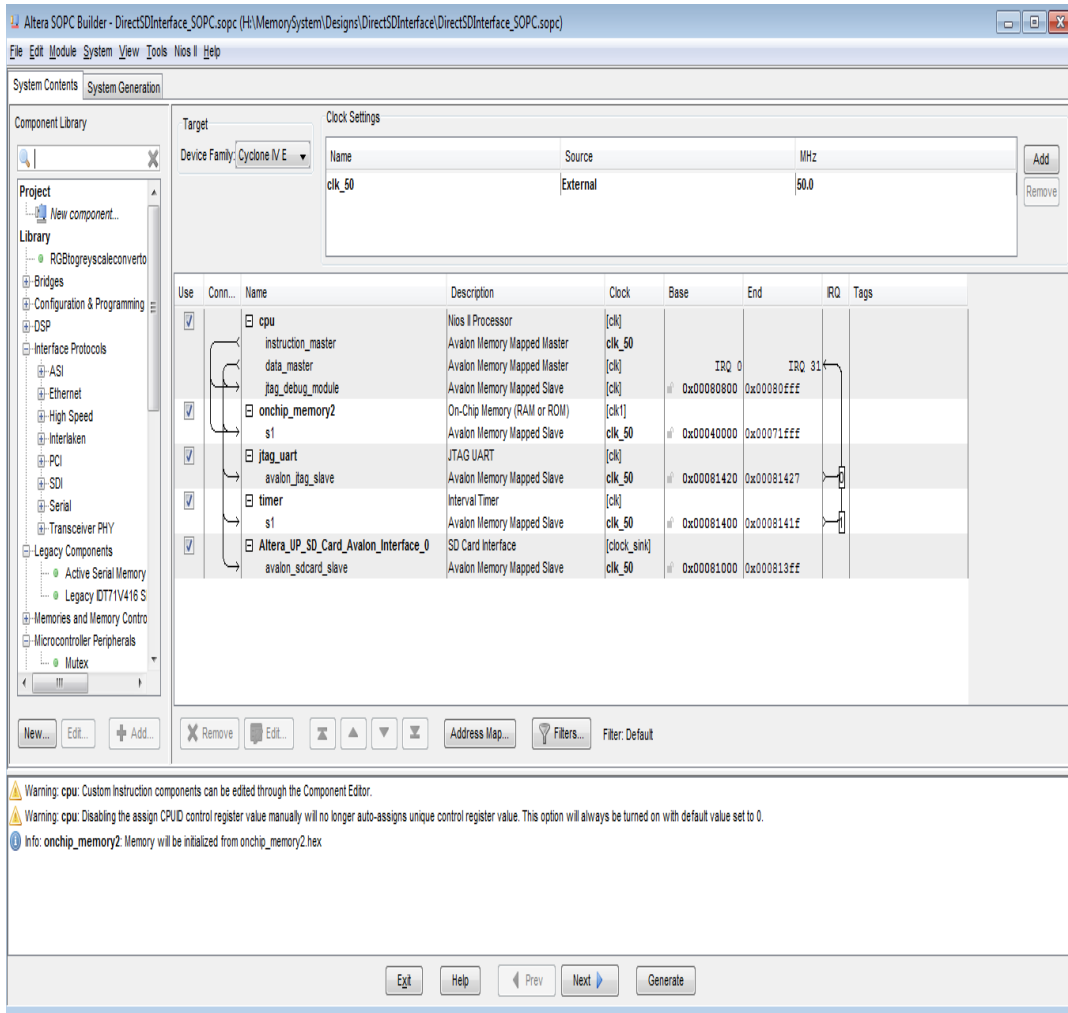 Altera SOPC Builder - DirectSDInterface_SOPC.sopc (H:\MemorySystem\Designs\DirectSDInterface\DirectSDInterface_SOPC.sopc)
File Edit Module System View Tools Nios II Help
System Contents System Generation
Component Library
Project
New component...
Library
RGBtogreyscaleconverto
Bridges
Configuration & Programming
DSP
Interface Protocols
ASI
Ethernet
High Speed
Interlaken
PCI
SDI
Serial
Transceiver PHY
Legacy Components
Active Serial Memory
Legacy IDT71V416 S
Memories and Memory Contro
Microcontroller Peripherals
Mutex
New... Edit... Add...
Target
Device Family: Cyclone IV E
Clock Settings
Name Source MHz
clk_50 External 50.0
Add
Remove
Use Conn... Name Description Clock Base End IRQ Tags
cpu Nios II Processor [clk]
instruction_master Avalon Memory Mapped Master clk_50
data_master Avalon Memory Mapped Master [clk] IRQ 0 IRQ 31
jtag_debug_module Avalon Memory Mapped Slave [clk] 0x00080800 0x00080fff
onchip_memory2 On-Chip Memory (RAM or ROM) [clk1]
s1 Avalon Memory Mapped Slave clk_50 0x00040000 0x00071fff
jtag_uart JTAG UART [clk]
avalon_jtag_slave Avalon Memory Mapped Slave clk_50 0x00081420 0x00081427 0
timer Interval Timer [clk]
s1 Avalon Memory Mapped Slave clk_50 0x00081400 0x0008141f 1
Altera_UP_SD_Card_Avalon_Interface_0 SD Card Interface [clock_sink]
avalon_sdcard_slave Avalon Memory Mapped Slave clk_50 0x00081000 0x000813ff
Remove Edit... Address Map... Filters... Filter: Default
Warning: cpu: Custom Instruction components can be edited through the Component Editor.
Warning: cpu: Disabling the assign CPUID control register value manually will no longer auto-assigns unique control register value. This option will always be turned on with default value set to 0.
Info: onchip_memory2: Memory will be initialized from onchip_memory2.hex
Exit Help Prev Next Generate